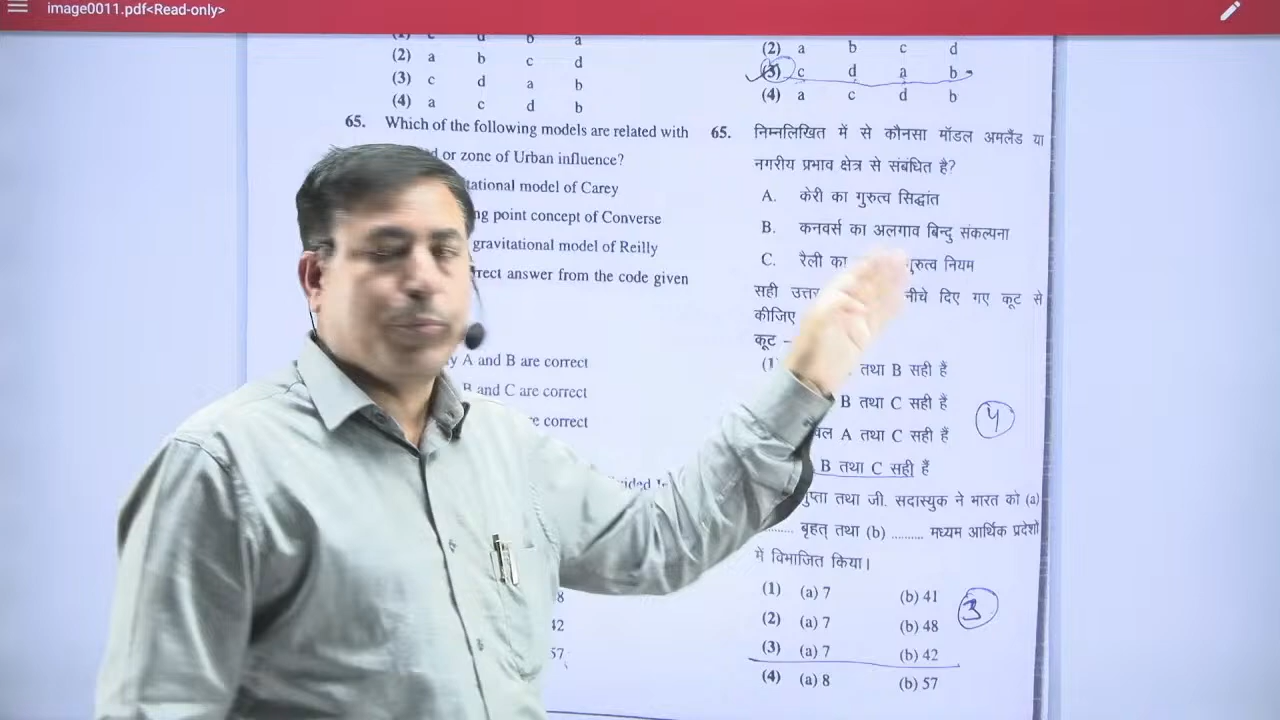 image0011.pdf<Read-only>
(2) a b c d
(3) c d a b
(4) a c d b
65. Which of the following models are related with
or zone of Urban influence?
model of Carey
point concept of Converse
gravitational model of Reilly
answer from the code given
A and B are correct
B and C are correct
correct
8
42
57
(2) a b c d
(3) c d a b
(4) a c d b
65. निम्नलिखित में से कौनसा मॉडल अमलैंड या
नगरीय प्रभाव क्षेत्र से संबंधित है?
A. केरी का गुरुत्व सिद्धांत
B. कनवर्स का अलगाव बिन्दु संकल्पना
C. रैली का नियम
सही उत्तर नीचे दिए गए कूट से
कीजिए
कूट –
(1) तथा B सही हैं
B तथा C सही हैं
A तथा C सही हैं
B तथा C सही हैं
4
तथा जी. सदास्युक ने भारत को (a)
......... बृहत् तथा (b) ......... मध्यम आर्थिक प्रदेशों
में विभाजित किया।
(1) (a) 7 (b) 41
(2) (a) 7 (b) 48
3
(3) (a) 7 (b) 42
(4) (a) 8 (b) 57